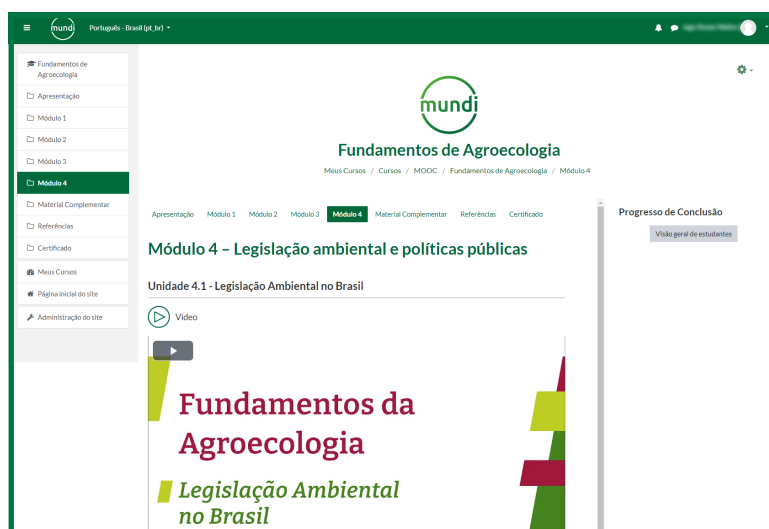 mundi
Português - Brasil (pt_br)
Fundamentos de
Agroecologia
Apresentação
Módulo 1
Módulo 2
Módulo 3
Módulo 4
Material Complementar
Referências
Certificado
Meus Cursos
Página inicial do site
Administração do site
mundi
Fundamentos de Agroecologia
Meus Cursos / Cursos / MOOC / Fundamentos de Agroecologia / Módulo 4
Apresentação Módulo 1 Módulo 2 Módulo 3 Módulo 4 Material Complementar Referências Certificado
Módulo 4 – Legislação ambiental e políticas públicas
Unidade 4.1 - Legislação Ambiental no Brasil
Vídeo
Fundamentos da
Agroecologia
Legislação Ambiental
no Brasil
Progresso de Conclusão
Visão geral de estudantes